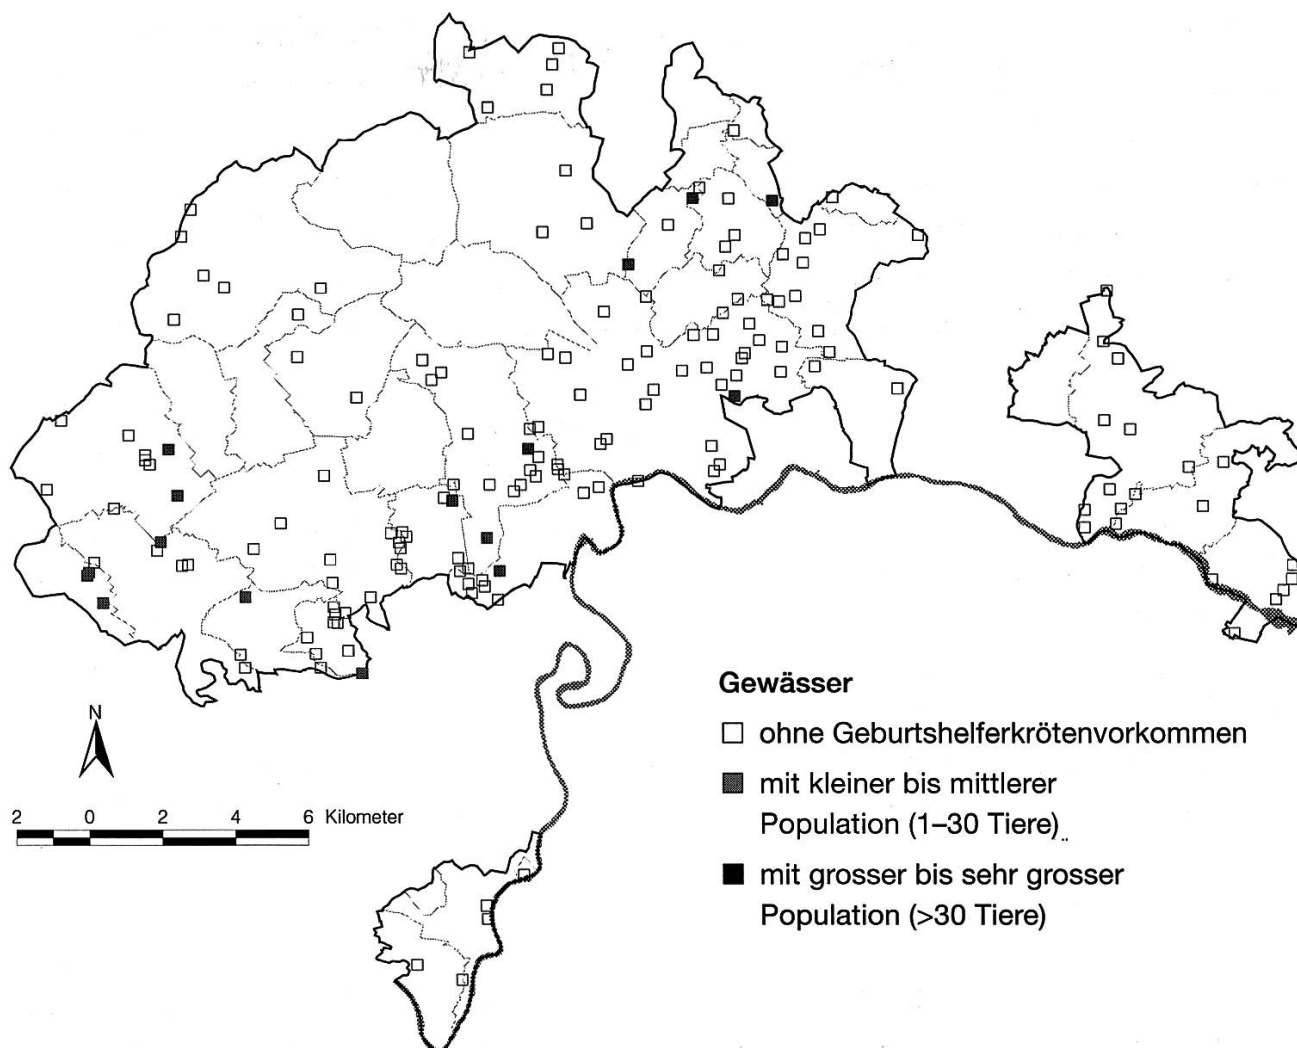 Gewässer
ohne Geburtshelferkrötenvorkommen
mit kleiner bis mittlerer
Population (1–30 Tiere)
mit grosser bis sehr grosser
Population (>30 Tiere)
N
2 0 2 4 6 Kilometer